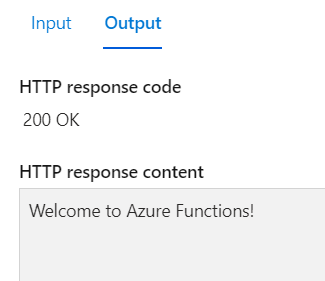 Input Output
HTTP response code
200 OK
HTTP response content
Welcome to Azure Functions!